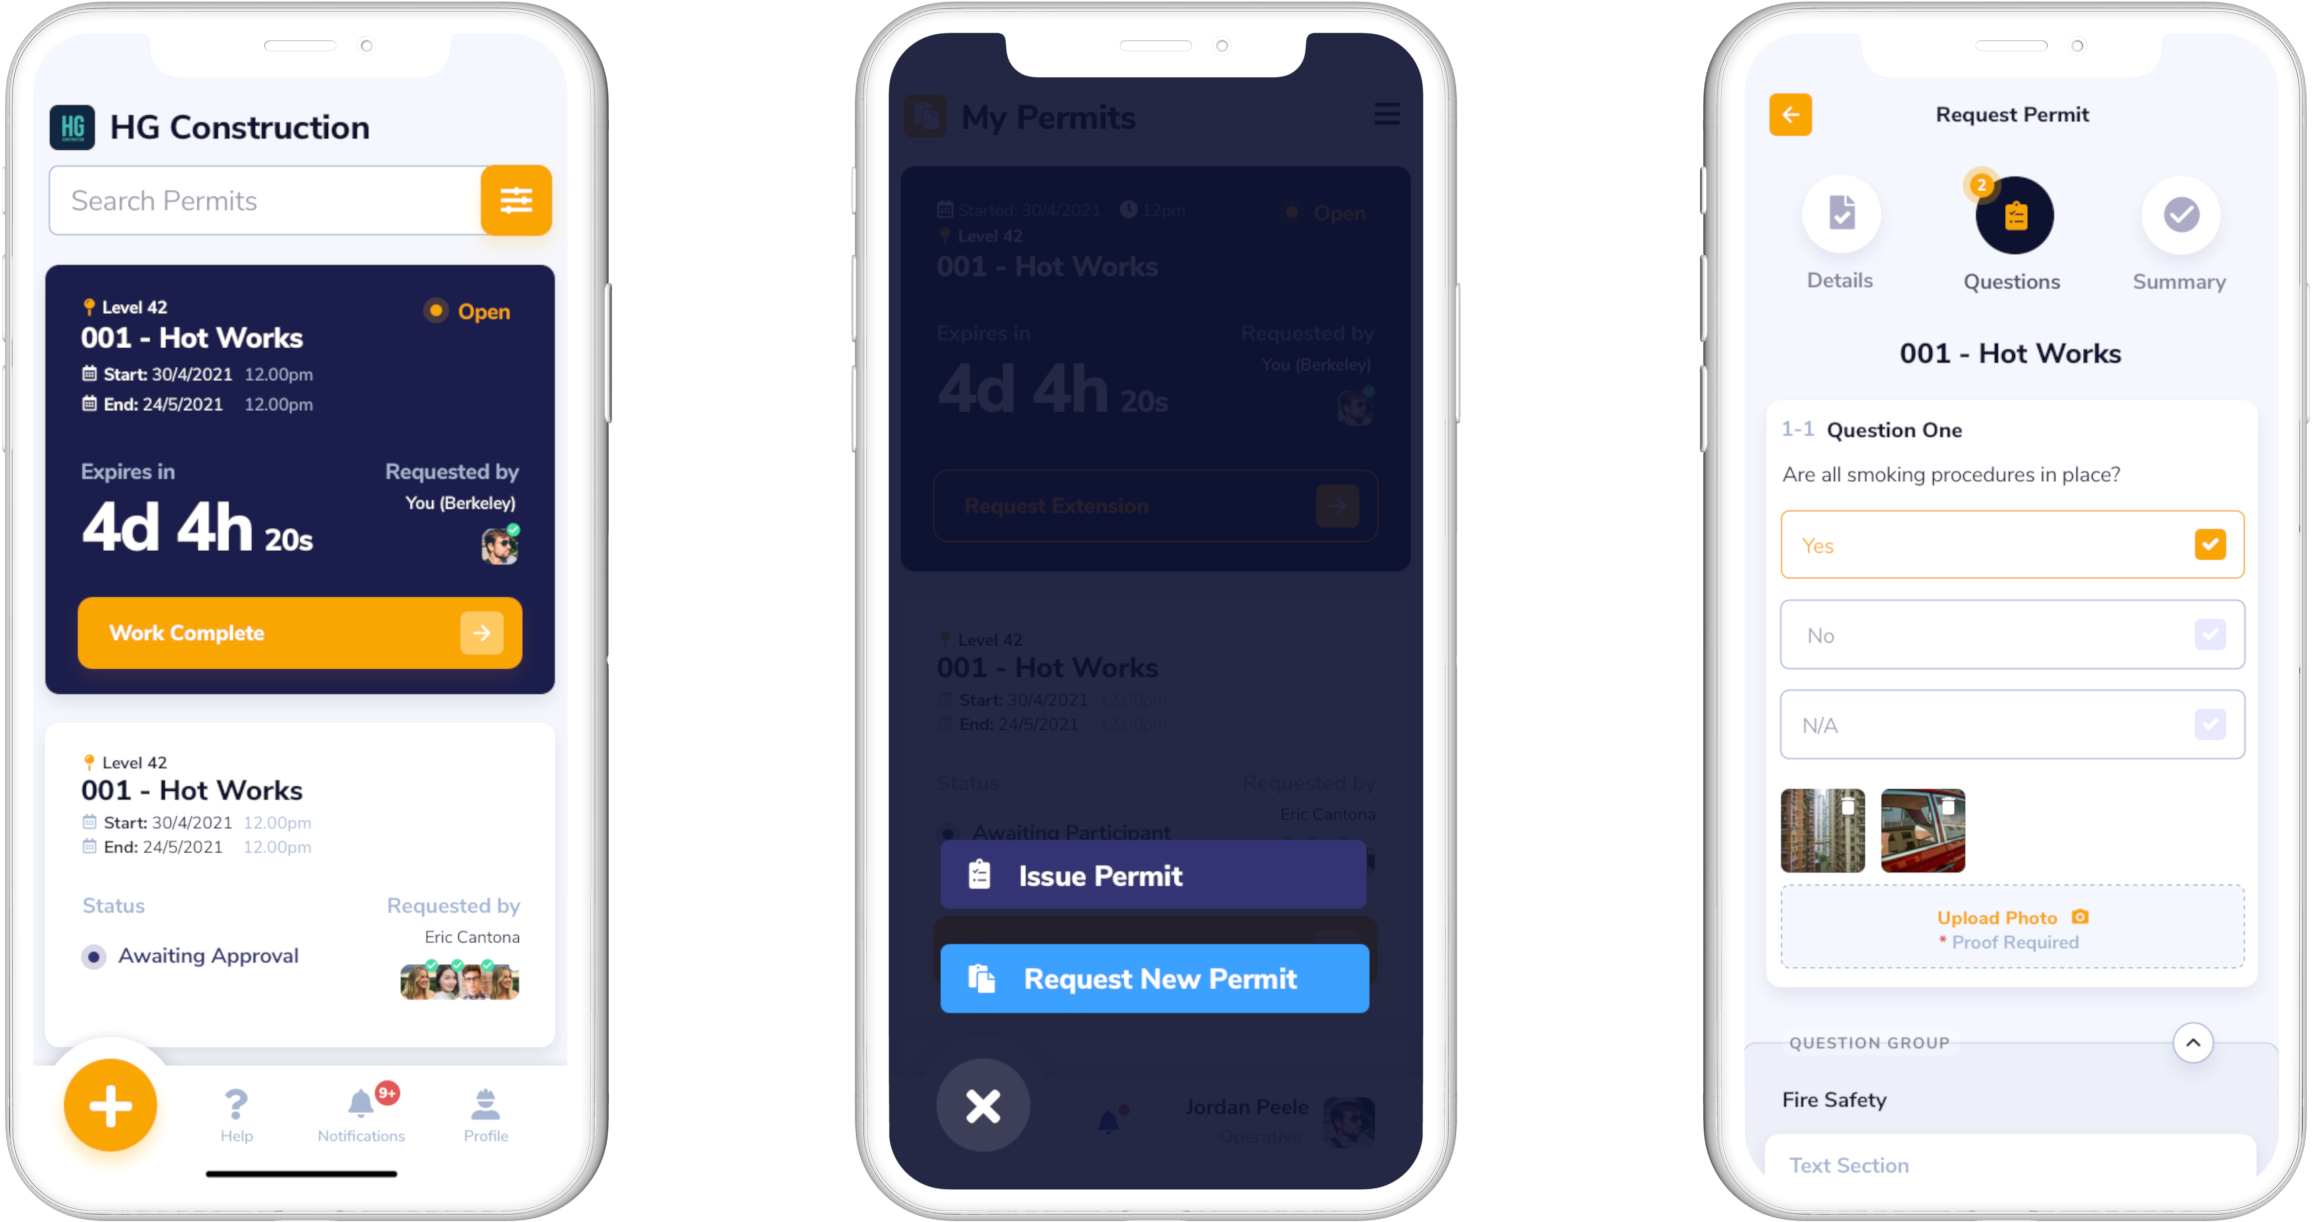 HG
CONSTRUCTION
HG Construction
Search Permits
Level 42
Open
001 - Hot Works
Start: 30/4/2021 12.00pm
End: 24/5/2021 12.00pm
Expires in
Requested by
You (Berkeley)
4d 4h 20s
Work Complete
Level 42
001 - Hot Works
Start: 30/4/2021 12.00pm
End: 24/5/2021 12.00pm
Status
Requested by
Eric Cantona
Awaiting Approval
9+
Help
Notifications
Profile
My Permits
Started: 30/4/2021 12pm
Open
Level 42
001 - Hot Works
Expires in
Requested by
You (Berkeley)
4d 4h 20s
Request Extension
Level 42
001 - Hot Works
Start: 30/4/2021 12.00pm
End: 24/5/2021 12.00pm
Status
Requested by
Eric Cantona
Awaiting Participant
Issue Permit
Request New Permit
Jordan Peele
Operative
Request Permit
2
Details
Questions
Summary
001 - Hot Works
1-1 Question One
Are all smoking procedures in place?
Yes
No
N/A
Upload Photo
* Proof Required
QUESTION GROUP
Fire Safety
Text Section